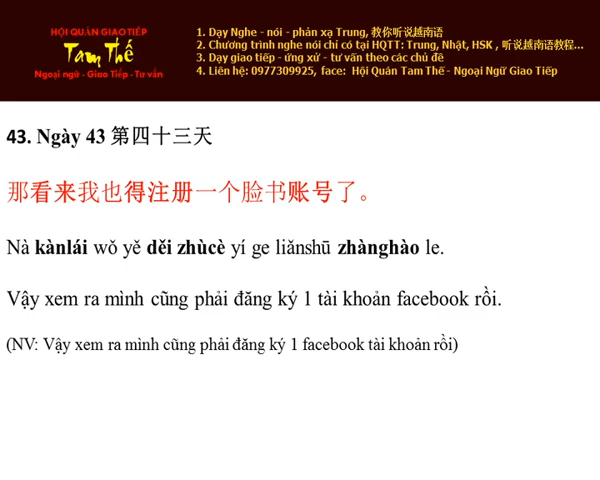 HỘI QUÁN GIAO TIẾP
Tam Thế
Ngoại ngữ - Giao Tiếp - Tư vấn
1. Dạy Nghe - nói - phản xạ Trung, 教你听说越南语
2. Chương trình nghe nói chỉ có tại HQTT: Trung, Nhật, HSK , 听说越南语教程...
3. Dạy giao tiếp - ứng xử - tư vấn theo các chủ đề
4. Liên hệ: 0977309925, face: Hội Quán Tam Thế - Ngoại Ngữ Giao Tiếp
43. Ngày 43 第四十三天
那看来我也得注册一个脸书账号了。
Nà kànlái wǒ yě děi zhùcè yí ge liǎnshū zhànghào le.
Vậy xem ra mình cũng phải đăng ký 1 tài khoản facebook rồi.
(NV: Vậy xem ra mình cũng phải đăng ký 1 facebook tài khoản rồi)